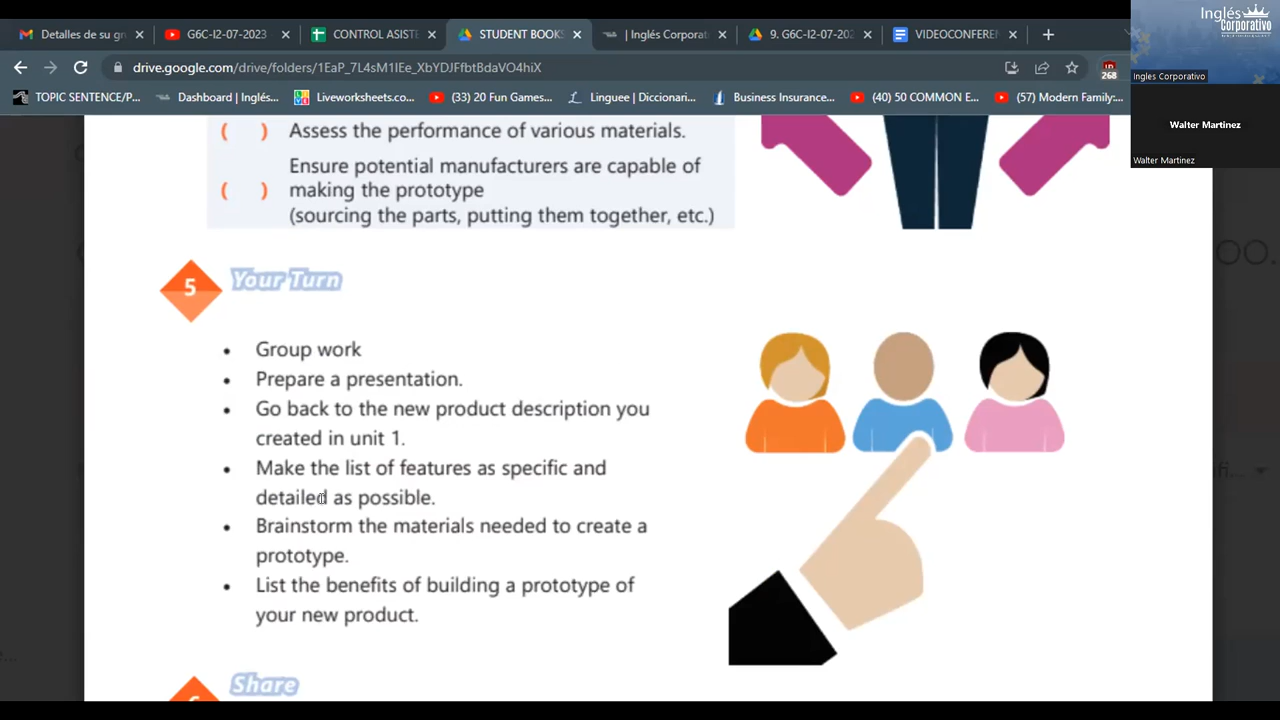 Detalles de su gr
G6C-I2-07-2023
CONTROL ASISTE
STUDENT BOOKS
| Inglés Corporat
9. G6C-I2-07-202
VIDEOCONFEREN
drive.google.com/drive/folders/1EaP_7L4sM1IEe_XbYDJFfbtBdaVO4hiX
268
TOPIC SENTENCE/P...
Dashboard | Inglés...
Liveworksheets.co...
(33) 20 Fun Games...
Linguee | Diccionari...
Business Insurance...
(40) 50 COMMON E...
(57) Modern Family:...
Inglés
Corporativo
Ingles Corporativo
Walter Martinez
Walter Martinez
( ) Assess the performance of various materials.
Ensure potential manufacturers are capable of
( ) making the prototype
(sourcing the parts, putting them together, etc.)
5 Your Turn
• Group work
• Prepare a presentation.
• Go back to the new product description you
created in unit 1.
• Make the list of features as specific and
detailed as possible.
• Brainstorm the materials needed to create a
prototype.
• List the benefits of building a prototype of
your new product.
Share